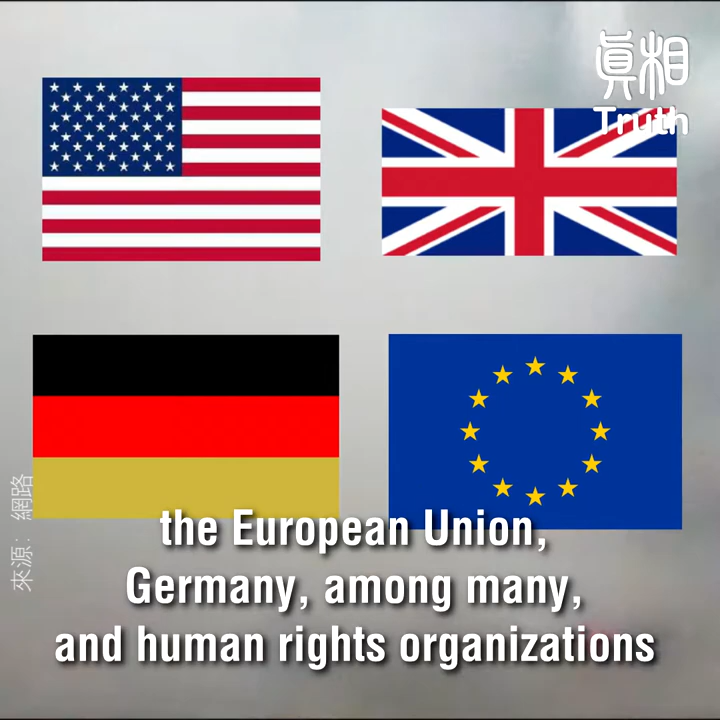 真相
Truth
來源：網路
the European Union,
Germany, among many,
and human rights organizations